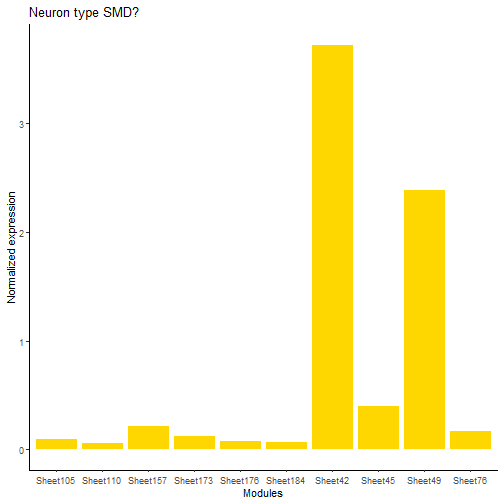 Neuron type SMD?
Normalized expression
3
2
1
0
Sheet105 Sheet110 Sheet157 Sheet173 Sheet176 Sheet184 Sheet42 Sheet45 Sheet49 Sheet76
Modules